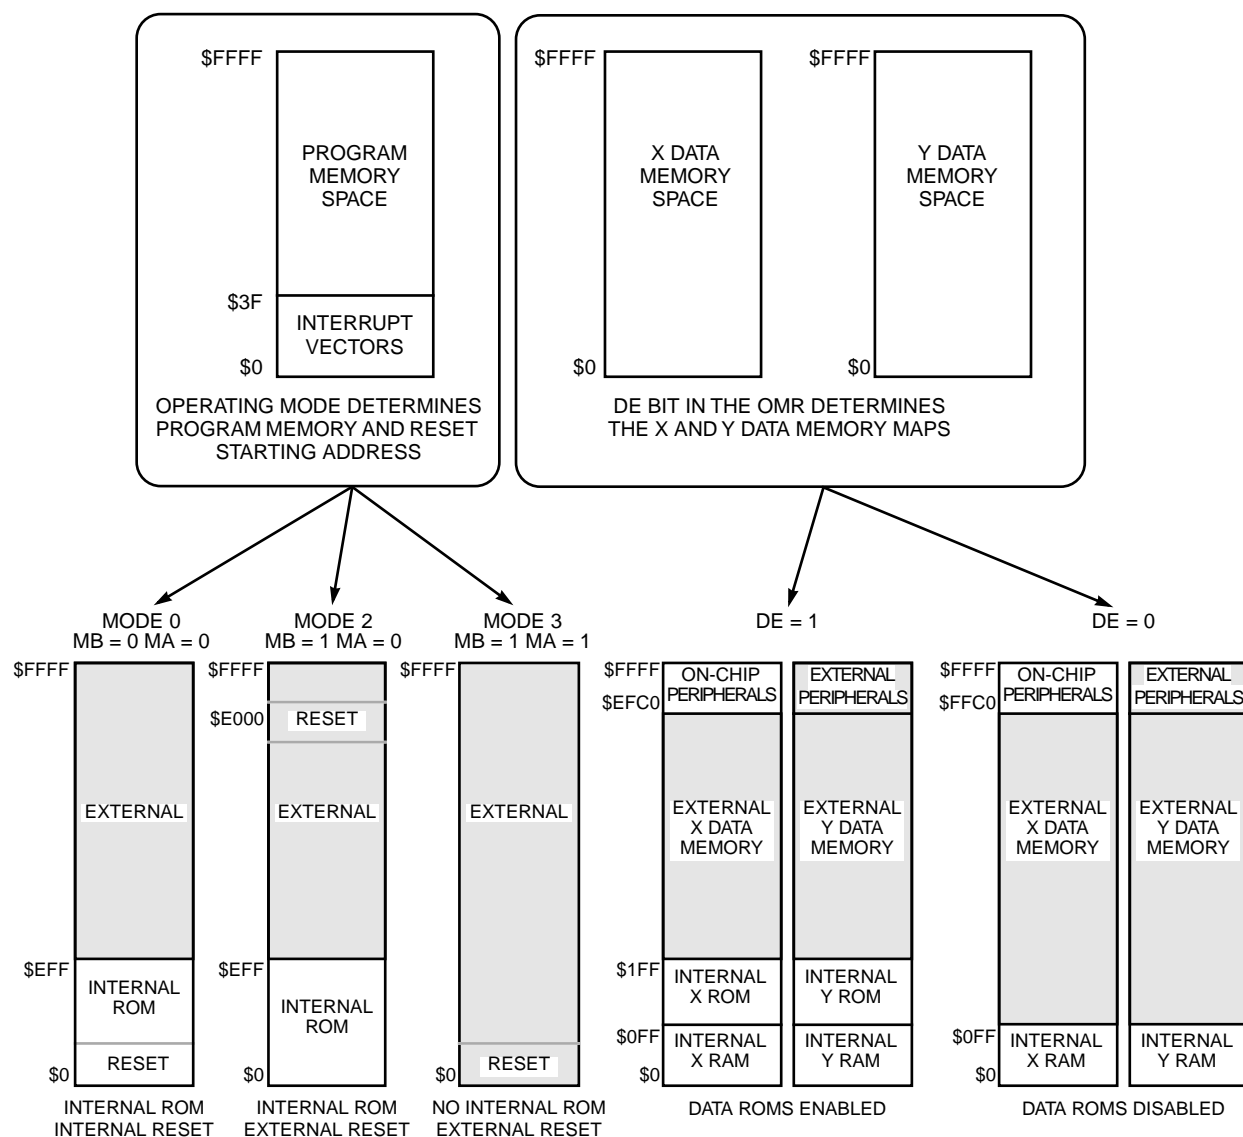 $FFFF
PROGRAM
MEMORY
SPACE
$3F
INTERRUPT
VECTORS
$0
OPERATING MODE DETERMINES
PROGRAM MEMORY AND RESET
STARTING ADDRESS
$FFFF
X DATA
MEMORY
SPACE
$0
$FFFF
Y DATA
MEMORY
SPACE
$0
DE BIT IN THE OMR DETERMINES
THE X AND Y DATA MEMORY MAPS
MODE 0
MB = 0 MA = 0
$FFFF
EXTERNAL
$EFF
INTERNAL
ROM
RESET
$0
INTERNAL ROM
INTERNAL RESET
MODE 2
MB = 1 MA = 0
$FFFF
$E000
RESET
EXTERNAL
$EFF
INTERNAL
ROM
$0
INTERNAL ROM
EXTERNAL RESET
MODE 3
MB = 1 MA = 1
$FFFF
EXTERNAL
RESET
$0
NO INTERNAL ROM
EXTERNAL RESET
DE = 1
$FFFF
ON-CHIP
PERIPHERALS
$EFC0
EXTERNAL
X DATA
MEMORY
$1FF
INTERNAL
X ROM
$0FF
INTERNAL
X RAM
$0
EXTERNAL
PERIPHERALS
EXTERNAL
Y DATA
MEMORY
INTERNAL
Y ROM
INTERNAL
Y RAM
DATA ROMS ENABLED
DE = 0
$FFFF
ON-CHIP
PERIPHERALS
$FFC0
EXTERNAL
X DATA
MEMORY
$0FF
INTERNAL
X RAM
$0
EXTERNAL
PERIPHERALS
EXTERNAL
Y DATA
MEMORY
INTERNAL
Y RAM
DATA ROMS DISABLED